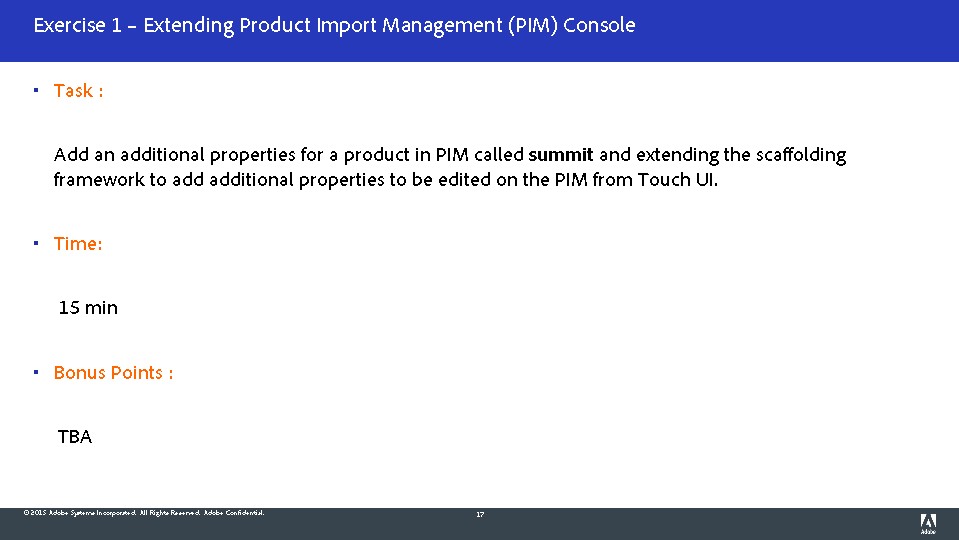 Exercise 1 – Extending Product Import Management (PIM) Console
▪ Task :
Add an additional properties for a product in PIM called summit and extending the scaffolding
framework to add additional properties to be edited on the PIM from Touch UI.
▪ Time:
15 min
▪ Bonus Points :
TBA
© 2015 Adobe Systems Incorporated. All Rights Reserved. Adobe Confidential.
17
Adobe